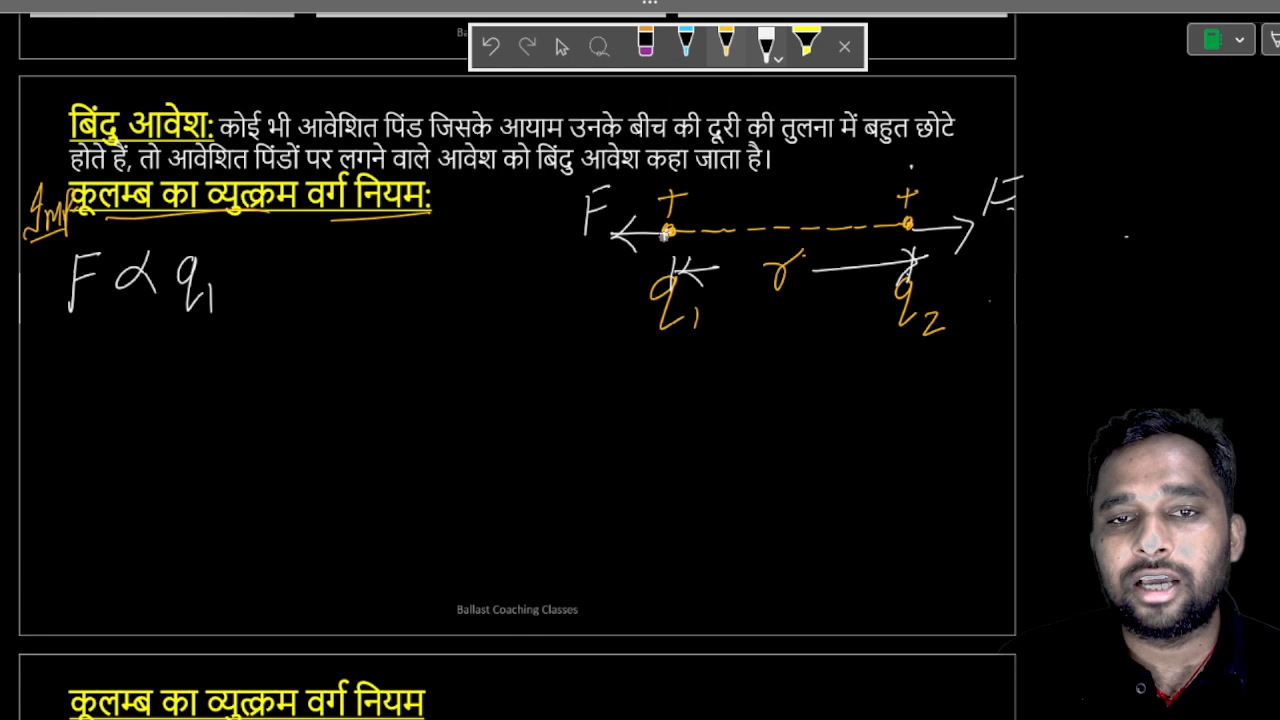 बिंदु आवेश: कोई भी आवेशित पिंड जिसके आयाम उनके बीच की दूरी की तुलना में बहुत छोटे
होते हैं, तो आवेशित पिंडों पर लगने वाले आवेश को बिंदु आवेश कहा जाता है।
Imp कूलम्ब का व्युत्क्रम वर्ग नियम:
F + + F
F ∝ q1
r
q1 q2
Ballast Coaching Classes
कूलम्ब का व्युत्क्रम वर्ग नियम